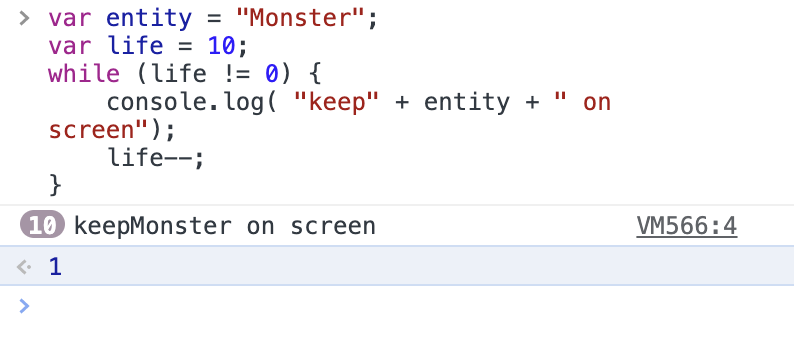 > var entity = "Monster";
var life = 10;
while (life != 0) {
    console.log( "keep" + entity + " on
screen");
    life--;
}
10 keepMonster on screen VM566:4
1
>